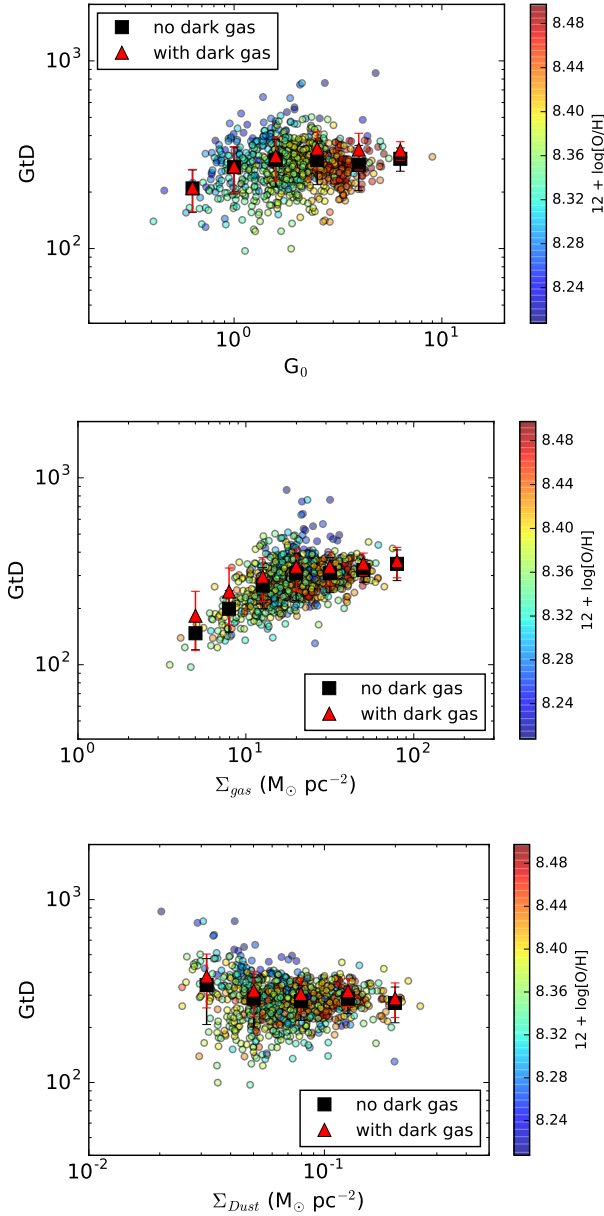 no dark gas
with dark gas
10³
10²
GtD
10⁰
10¹
G₀
8.48
8.44
8.40
8.36
8.32
8.28
8.24
12 + log[O/H]
10³
10²
GtD
no dark gas
with dark gas
10⁰
10¹
10²
Σgas (M⊙ pc⁻²)
8.48
8.44
8.40
8.36
8.32
8.28
8.24
12 + log[O/H]
10³
10²
GtD
no dark gas
with dark gas
10⁻²
10⁻¹
ΣDust (M⊙ pc⁻²)
8.48
8.44
8.40
8.36
8.32
8.28
8.24
12 + log[O/H]